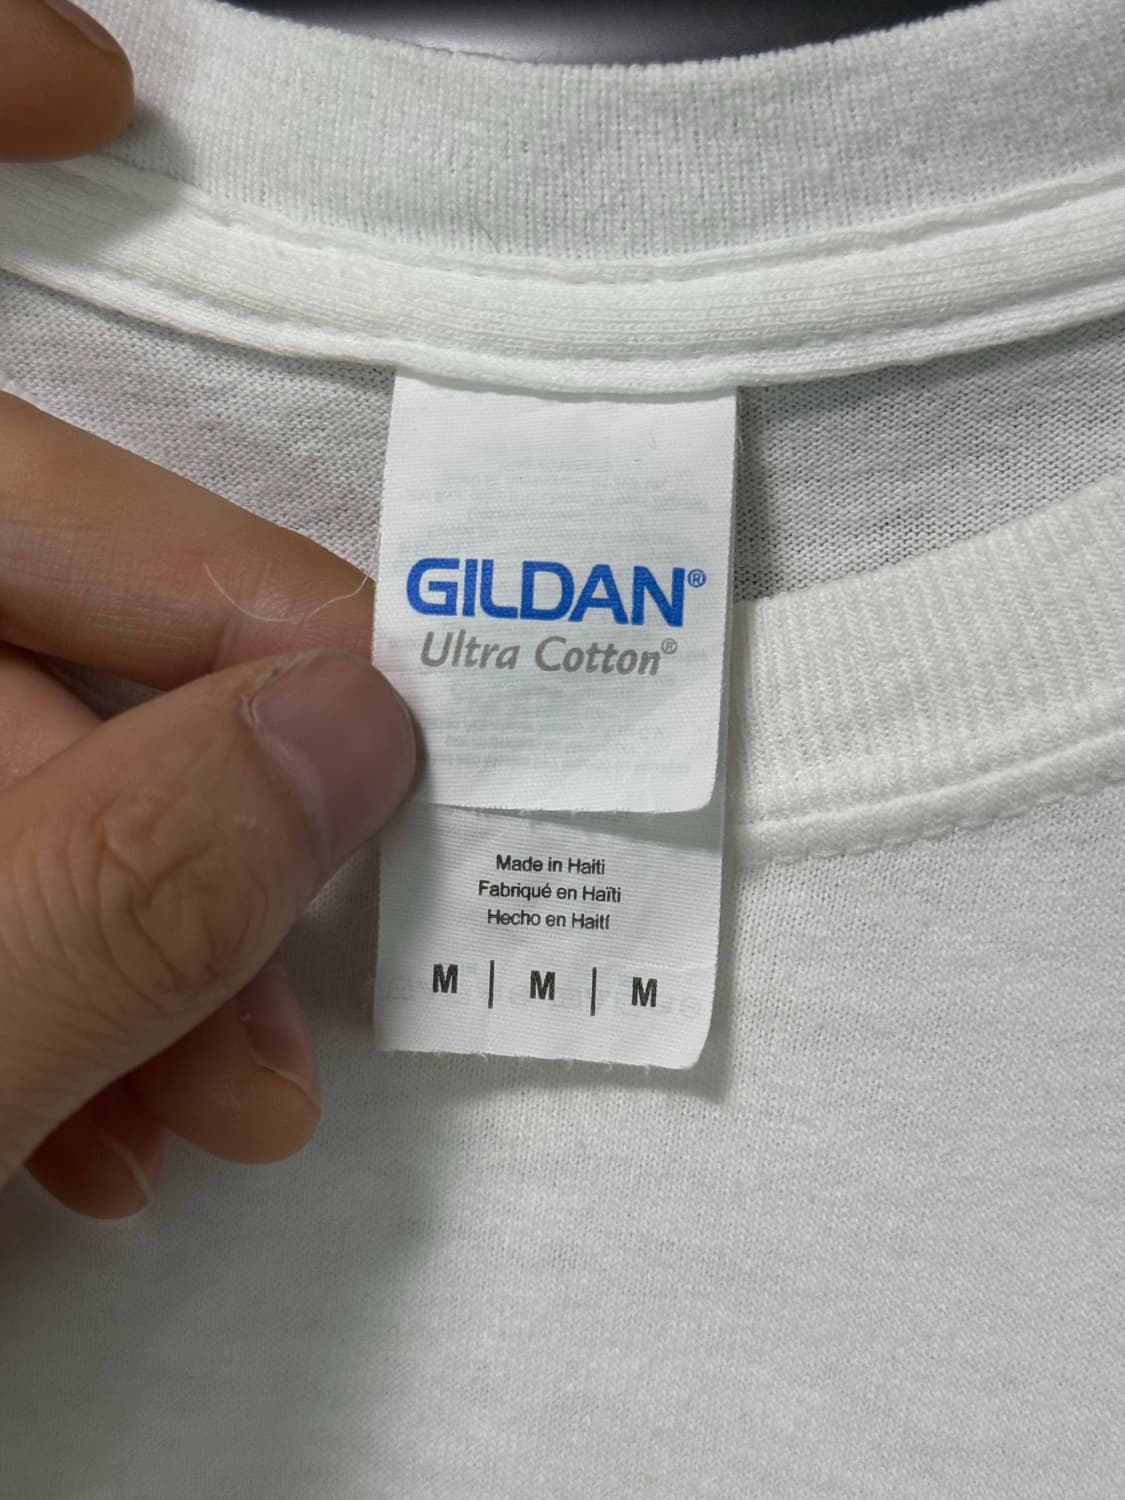 GILDAN®
Ultra Cotton®
Made in Haiti
Fabriqué en Haïti
Hecho en Haití
M | M | M